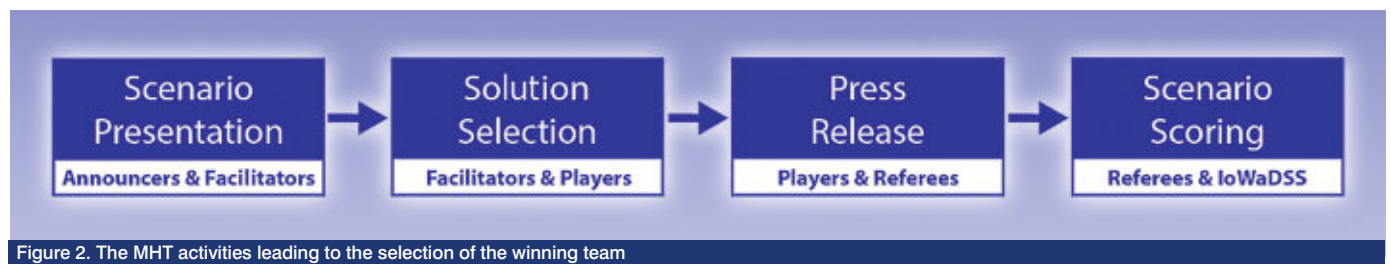 Scenario
Presentation
Announcers & Facilitators
Solution
Selection
Facilitators & Players
Press
Release
Players & Referees
Scenario
Scoring
Referees & IoWaDSS
Figure 2. The MHT activities leading to the selection of the winning team